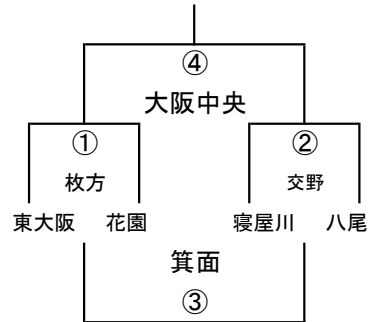 ④
大阪中央
① ②
枚方 交野
東大阪 花園 寝屋川 八尾
箕面
③